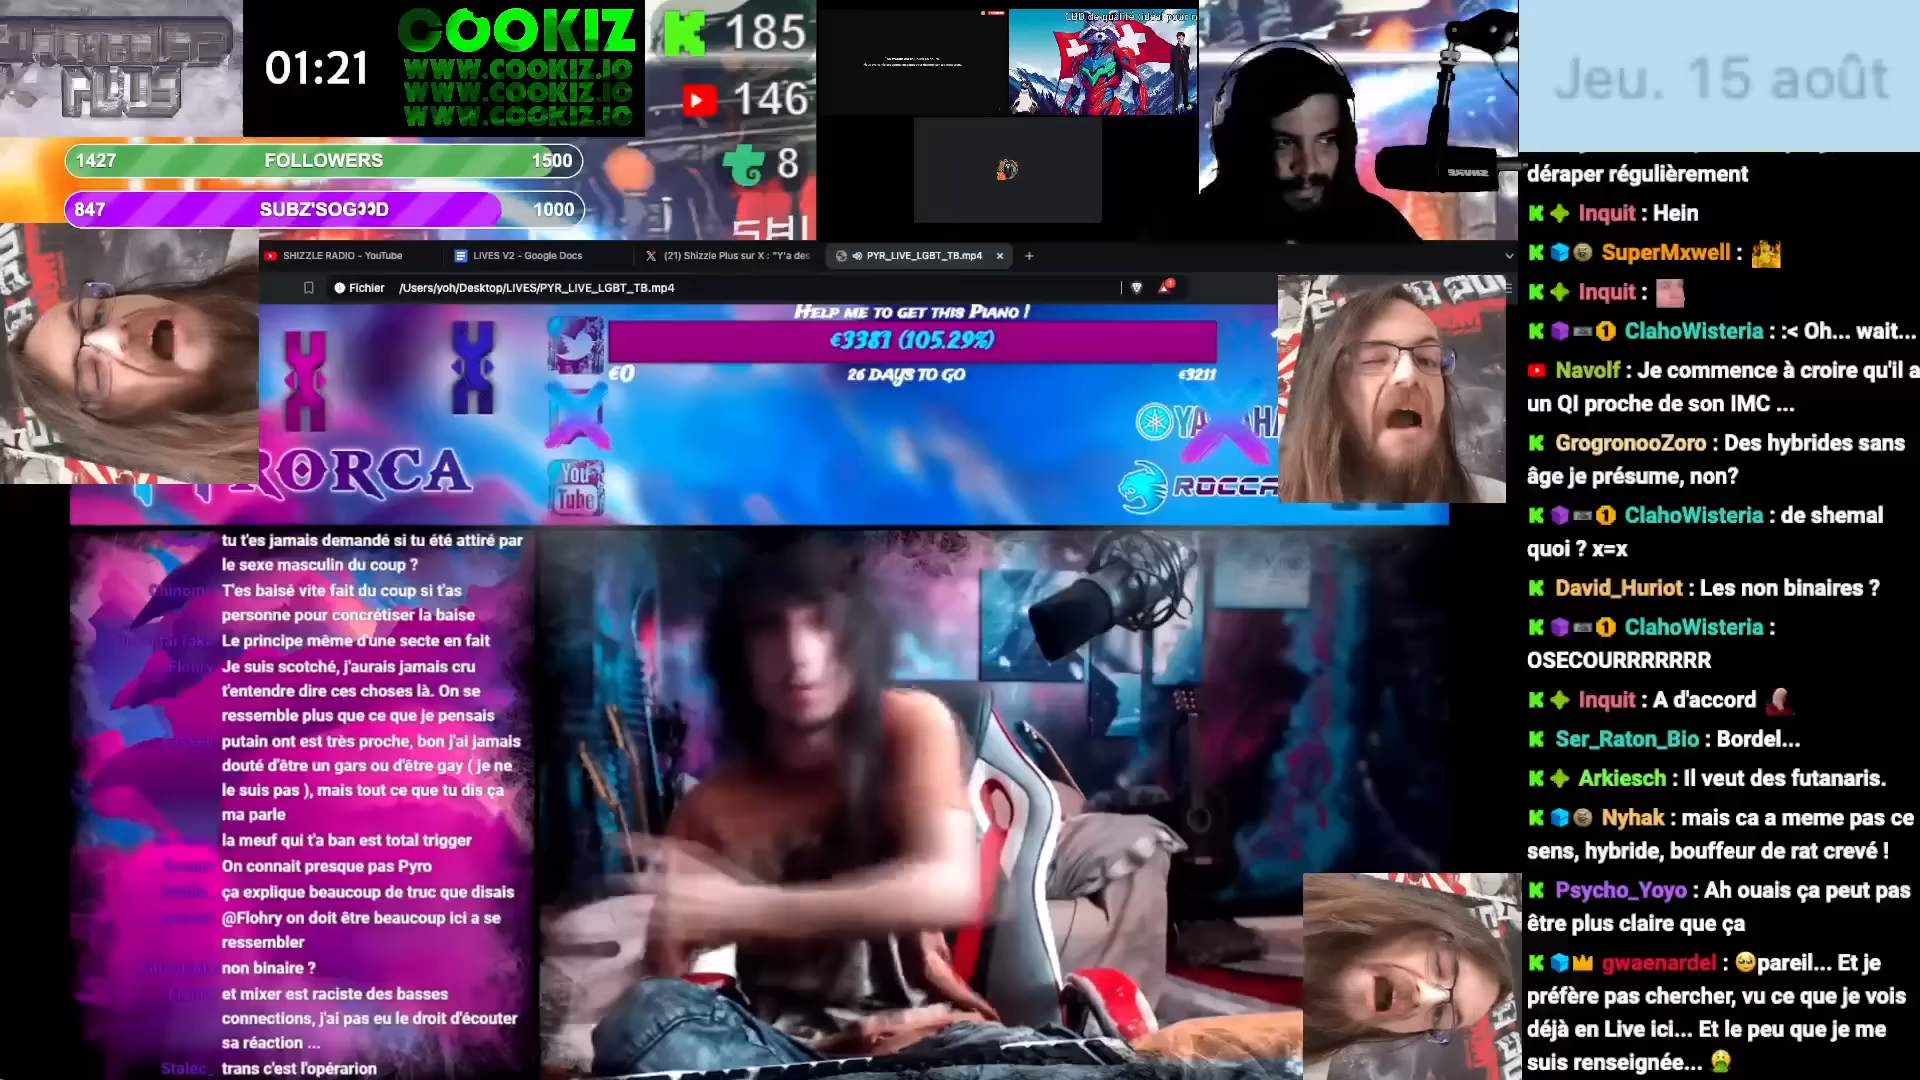 01:21
COOKIZ
WWW.COOKIZ.IO
WWW.COOKIZ.IO
WWW.COOKIZ.IO
185
146
8
1427 FOLLOWERS 1500
847 SUBZ'SOG👀D 1000
Jeu. 15 août
SHIZZLE RADIO - YouTube
LIVES V2 - Google Docs
(21) Shizzle Plus sur X : "Y'a des
PYR_LIVE_LGBT_TB.mp4
Fichier /Users/yoh/Desktop/LIVES/PYR_LIVE_LGBT_TB.mp4
HELP ME TO GET THIS PIANO !
€3381 (105.29%)
€0 26 DAYS TO GO €3211
You
Tube
tu t'es jamais demandé si tu été attiré par
le sexe masculin du coup ?
T'es baisé vite fait du coup si t'as
personne pour concrétiser la baise
Le principe même d'une secte en fait
Flohry Je suis scotché, j'aurais jamais cru
t'entendre dire ces choses là. On se
ressemble plus que ce que je pensais
putain ont est très proche, bon j'ai jamais
douté d'être un gars ou d'être gay ( je ne
le suis pas ), mais tout ce que tu dis ça
ma parle
la meuf qui t'a ban est total trigger
On connait presque pas Pyro
ça explique beaucoup de truc que disais
@Flohry on doit être beaucoup ici a se
ressembler
non binaire ?
et mixer est raciste des basses
connections, j'ai pas eu le droit d'écouter
sa réaction ...
Stalec_ trans c'est l'opérarion
déraper régulièrement
Inquit : Hein
SuperMxwell :
Inquit :
ClahoWisteria : :< Oh... wait...
Navolf : Je commence à croire qu'il a
un QI proche de son IMC ...
GrogronooZoro : Des hybrides sans
âge je présume, non?
ClahoWisteria : de shemal
quoi ? x=x
David_Huriot : Les non binaires ?
ClahoWisteria :
OSECOURRRRRRR
Inquit : A d'accord
Ser_Raton_Bio : Bordel...
Arkiesch : Il veut des futanaris.
Nyhak : mais ca a meme pas ce
sens, hybride, bouffeur de rat crevé !
Psycho_Yoyo : Ah ouais ça peut pas
être plus claire que ça
gwaenardel : 🥺pareil... Et je
préfère pas chercher, vu ce que je vois
déjà en Live ici... Et le peu que je me
suis renseignée... 🤮